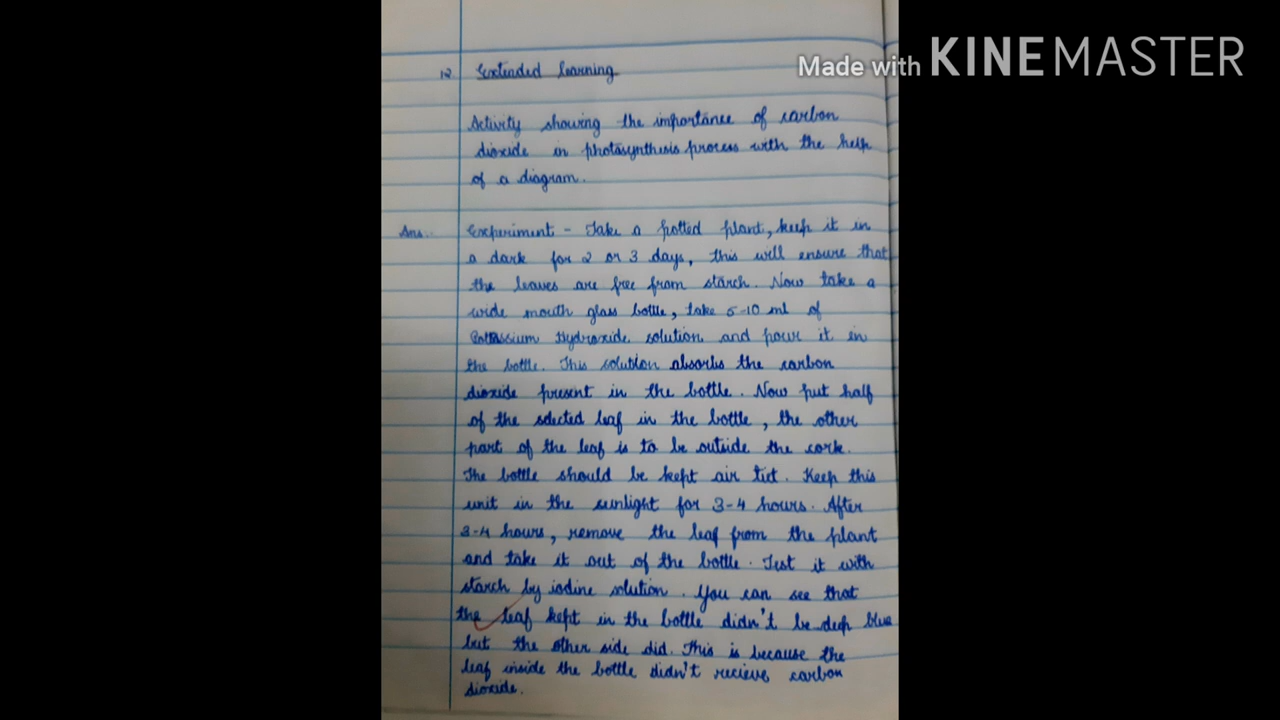 Made with KINEMASTER
12. Extended learning
Activity showing the importance of carbon
dioxide in photosynthesis process with the help
of a diagram.
Ans:- Experiment - Take a potted plant, keep it in
a dark for 2 or 3 days, this will ensure that
the leaves are free from starch. Now take a
wide mouth glass bottle, take 5-10 ml of
Potassium Hydroxide solution and pour it in
the bottle. This solution absorbs the carbon
dioxide present in the bottle. Now put half
of the selected leaf in the bottle, the other
part of the leaf is to be outside the cork.
The bottle should be kept air tiet. Keep this
unit in the sunlight for 3-4 hours. After
3-4 hours, remove the leaf from the plant
and take it out of the bottle. Test it with
starch by iodine solution. You can see that
the leaf kept in the bottle didn't be deep blue
but the other side did. This is because the
leaf inside the bottle didn't recieve carbon
dioxide.